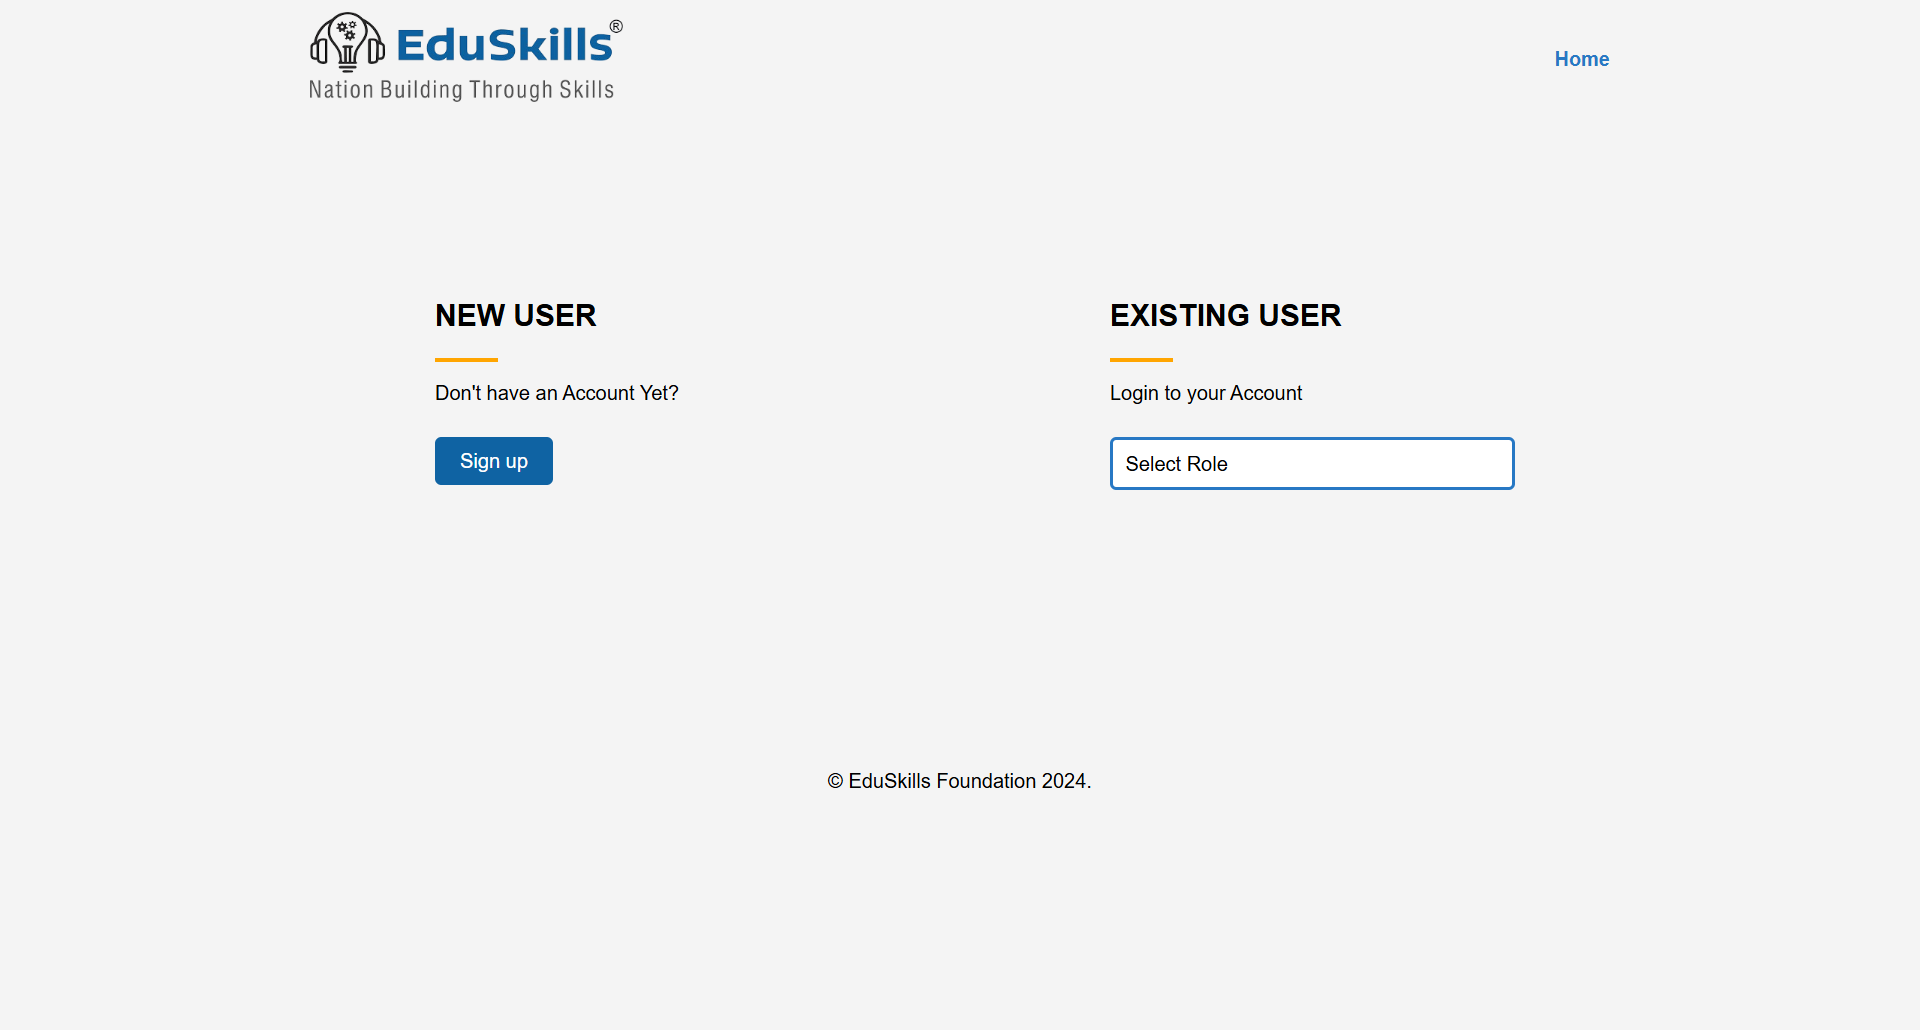 EduSkills®
Nation Building Through Skills
Home
NEW USER
Don't have an Account Yet?
Sign up
EXISTING USER
Login to your Account
Select Role
© EduSkills Foundation 2024.